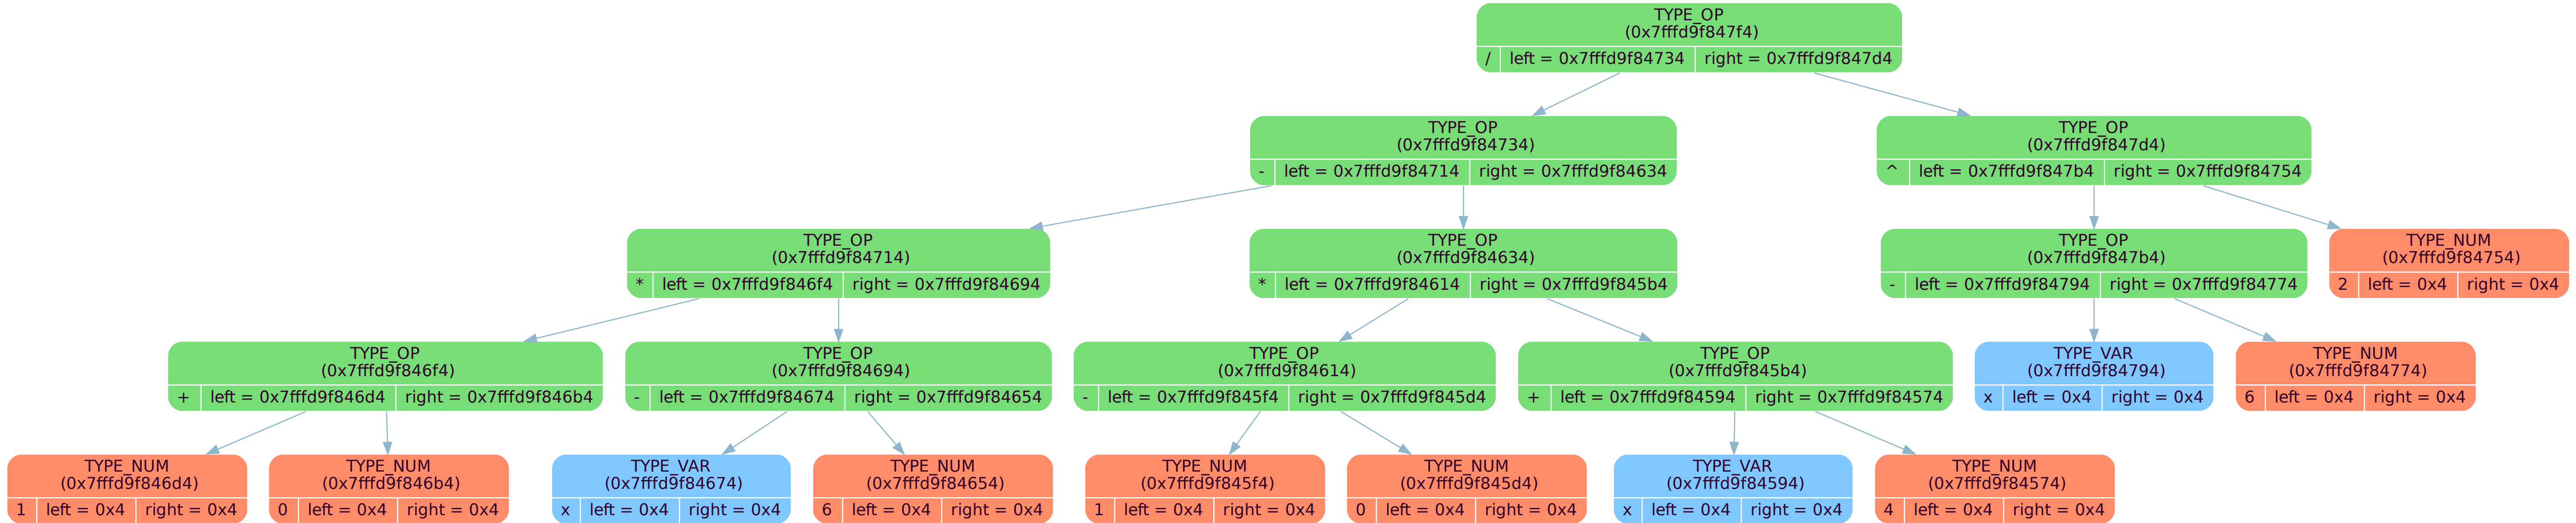 TYPE_OP
(0x7fffd9f847f4)
/ left = 0x7fffd9f84734 right = 0x7fffd9f847d4
TYPE_OP
(0x7fffd9f84734)
- left = 0x7fffd9f84714 right = 0x7fffd9f84634
TYPE_OP
(0x7fffd9f847d4)
^ left = 0x7fffd9f847b4 right = 0x7fffd9f84754
TYPE_OP
(0x7fffd9f84714)
* left = 0x7fffd9f846f4 right = 0x7fffd9f84694
TYPE_OP
(0x7fffd9f84634)
* left = 0x7fffd9f84614 right = 0x7fffd9f845b4
TYPE_OP
(0x7fffd9f847b4)
- left = 0x7fffd9f84794 right = 0x7fffd9f84774
TYPE_NUM
(0x7fffd9f84754)
2 left = 0x4 right = 0x4
TYPE_OP
(0x7fffd9f846f4)
+ left = 0x7fffd9f846d4 right = 0x7fffd9f846b4
TYPE_OP
(0x7fffd9f84694)
- left = 0x7fffd9f84674 right = 0x7fffd9f84654
TYPE_OP
(0x7fffd9f84614)
- left = 0x7fffd9f845f4 right = 0x7fffd9f845d4
TYPE_OP
(0x7fffd9f845b4)
+ left = 0x7fffd9f84594 right = 0x7fffd9f84574
TYPE_VAR
(0x7fffd9f84794)
x left = 0x4 right = 0x4
TYPE_NUM
(0x7fffd9f84774)
6 left = 0x4 right = 0x4
TYPE_NUM
(0x7fffd9f846d4)
1 left = 0x4 right = 0x4
TYPE_NUM
(0x7fffd9f846b4)
0 left = 0x4 right = 0x4
TYPE_VAR
(0x7fffd9f84674)
x left = 0x4 right = 0x4
TYPE_NUM
(0x7fffd9f84654)
6 left = 0x4 right = 0x4
TYPE_NUM
(0x7fffd9f845f4)
1 left = 0x4 right = 0x4
TYPE_NUM
(0x7fffd9f845d4)
0 left = 0x4 right = 0x4
TYPE_VAR
(0x7fffd9f84594)
x left = 0x4 right = 0x4
TYPE_NUM
(0x7fffd9f84574)
4 left = 0x4 right = 0x4